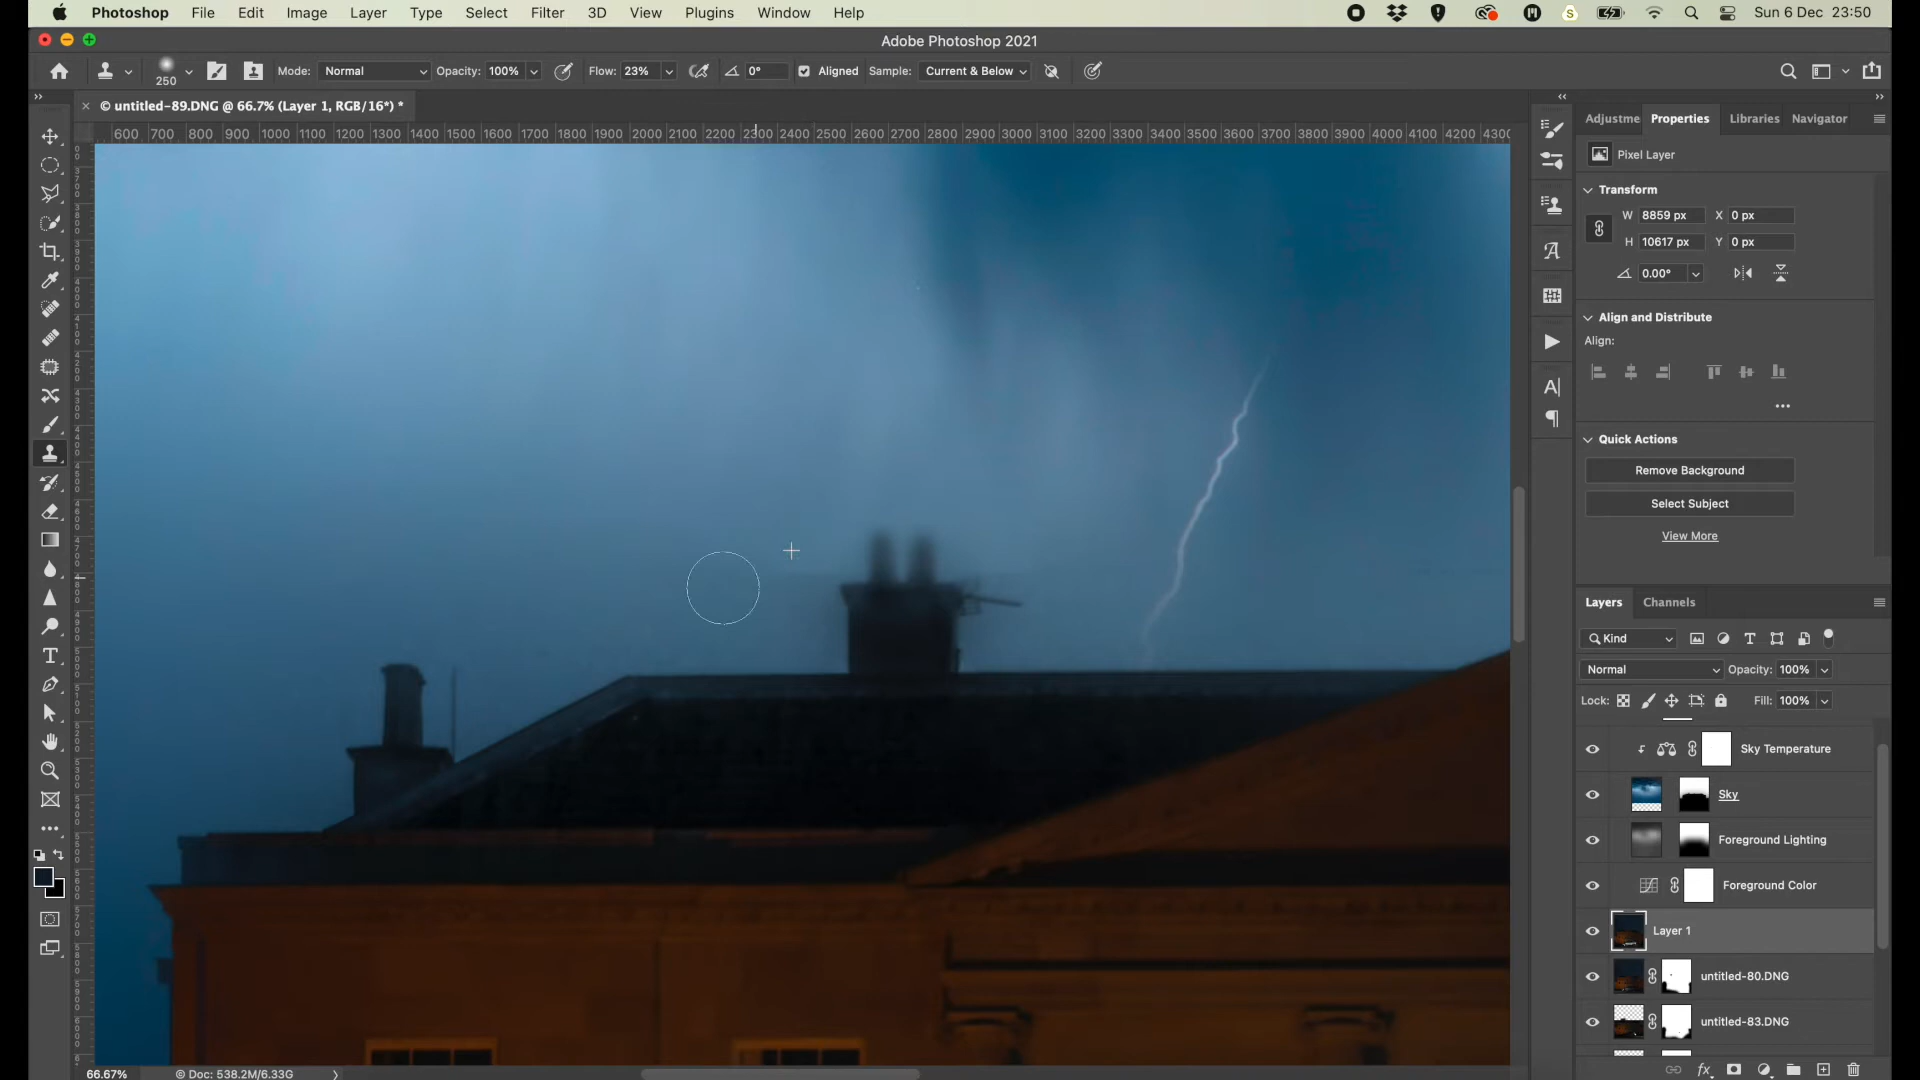 Photoshop File Edit Image Layer Type Select Filter 3D View Plugins Window Help Sun 6 Dec 23:50
Adobe Photoshop 2021
250 Mode: Normal Opacity: 100% Flow: 23% 0° Aligned Sample: Current & Below
© untitled-89.DNG @ 66.7% (Layer 1, RGB/16*) *
Adjustme Properties Libraries Navigator
600 700 800 900 1000 1100 1200 1300 1400 1500 1600 1700 1800 1900 2000 2100 2200 2300 2400 2500 2600 2700 2800 2900 3000 3100 3200 3300 3400 3500 3600 3700 3800 3900 4000 4100 4200 4300
Pixel Layer
Transform
W 8859 px X 0 px
H 10617 px Y 0 px
0.00°
Align and Distribute
Align:
Quick Actions
Remove Background
Select Subject
View More
Layers Channels
Kind
Normal Opacity: 100%
Lock: Fill: 100%
Sky Temperature
Sky
Foreground Lighting
Foreground Color
Layer 1
untitled-80.DNG
untitled-83.DNG
66.67% © Doc: 538.2M/6.33G
fx